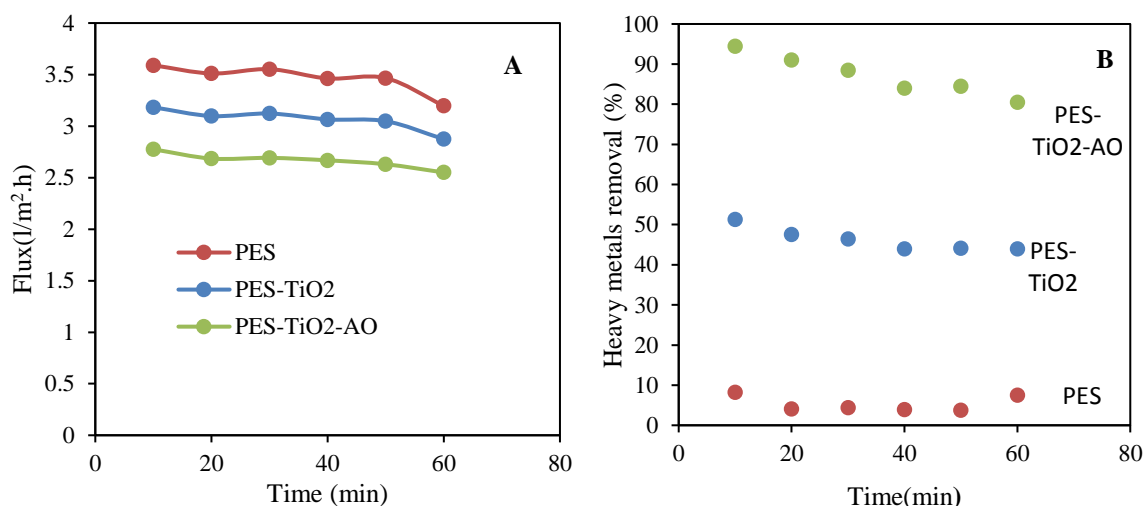 4
3.5
3
2.5
2
1.5
1
0.5
0
Flux(l/m².h)
A
PES
PES-TiO2
PES-TiO2-AO
0
20
40
60
80
Time (min)
100
90
80
70
60
50
40
30
20
10
0
Heavy metals removal (%)
B
PES-
TiO2-AO
PES-
TiO2
PES
0
20
40
60
80
Time(min)